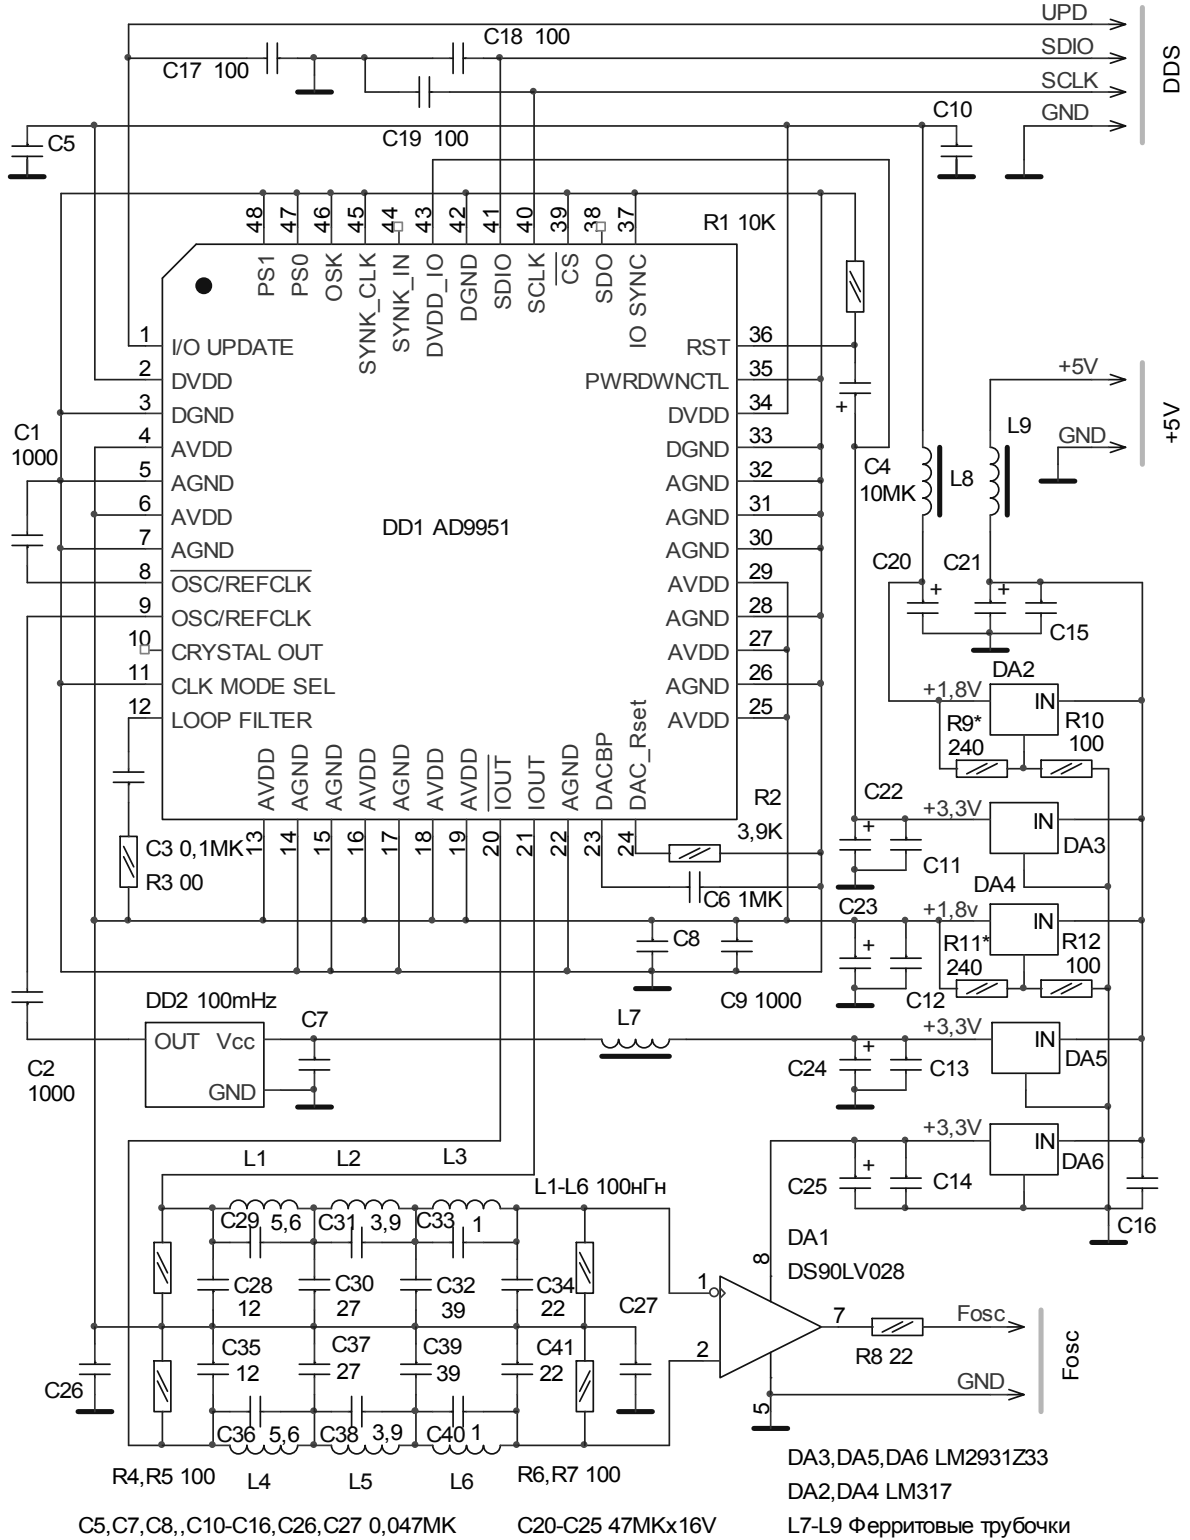 UPD
C18 100
SDIO
C17 100
SCLK
DDS
C10
GND
C5
C19 100
48
47
46
45
44
43
42
41
40
39
38
37
R1 10K
PS1
PS0
OSK
SYNK_CLK
SYNK_IN
DVDD_IO
DGND
SDIO
SCLK
CS
SDO
IO SYNC
1
I/O UPDATE
RST
36
2
DVDD
PWRDWNCTL
35
+5V
3
DGND
DVDD
34
+
L9
+5V
C1
1000
4
AVDD
DGND
33
GND
5
AGND
AGND
32
C4
10MK
L8
6
AVDD
AGND
31
DD1 AD9951
7
AGND
AGND
30
C20
C21
8
OSC/REFCLK
AVDD
29
+
+
9
OSC/REFCLK
AGND
28
C15
10
CRYSTAL OUT
AVDD
27
DA2
11
CLK MODE SEL
AGND
26
+1,8V
IN
12
LOOP FILTER
AVDD
25
R9*
240
R10
100
AVDD
AGND
AGND
AVDD
AGND
AVDD
AVDD
IOUT
IOUT
AGND
DACBP
DAC_Rset
R2
3,9K
C22
+3,3V
IN
13
14
15
16
17
18
19
20
21
22
23
24
C3 0,1MK
R3 00
+
C11
DA3
DA4
C6 1MK
C23
+1,8v
IN
C8
+
R11*
240
R12
100
C9 1000
C12
DD2 100mHz
C7
L7
+3,3V
IN
OUT
Vcc
+
C2
1000
GND
C24
C13
DA5
+3,3V
IN
L1
L2
L3
+
DA6
L1-L6 100нГн
C25
C14
C29
5,6
C31
3,9
C33
1
C16
DA1
DS90LV028
8
C28
12
C30
27
C32
39
C34
22
1
C27
7
Fosc
C35
12
C37
27
C39
39
C41
22
2
R8 22
Fosc
C26
GND
5
C36
5,6
C38
3,9
C40
1
R4,R5 100
L4
L5
L6
R6,R7 100
DA3,DA5,DA6 LM2931Z33
DA2,DA4 LM317
C5,C7,C8,,C10-C16,C26,C27 0,047MK
C20-C25 47MKx16V
L7-L9 Ферритовые трубочки